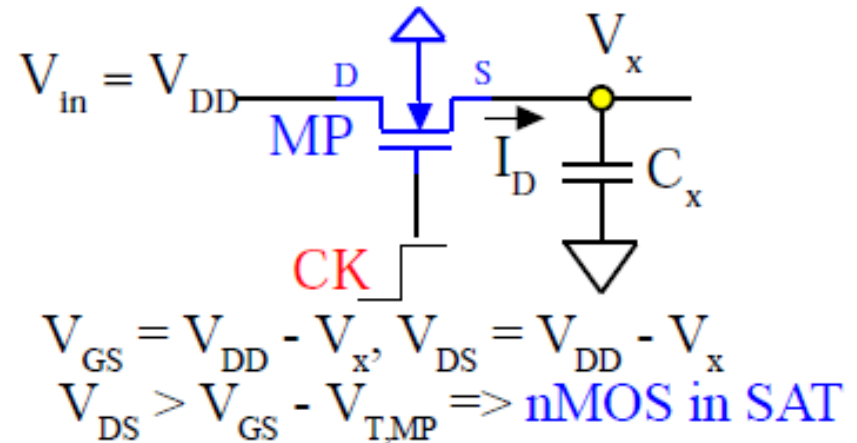 V_in = V_DD D S V_x
MP I_D C_x
CK
V_GS = V_DD - V_x, V_DS = V_DD - V_x
V_DS > V_GS - V_T,MP => nMOS in SAT